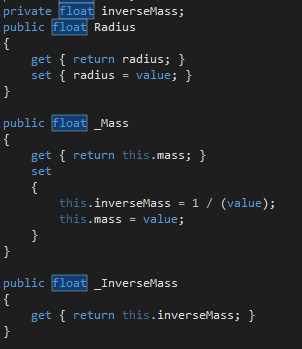 private float inverseMass;
public float Radius
{
    get { return radius; }
    set { radius = value; }
}

public float _Mass
{
    get { return this.mass; }
    set
    {
        this.inverseMass = 1 / (value);
        this.mass = value;
    }
}

public float _InverseMass
{
    get { return this.inverseMass; }
}